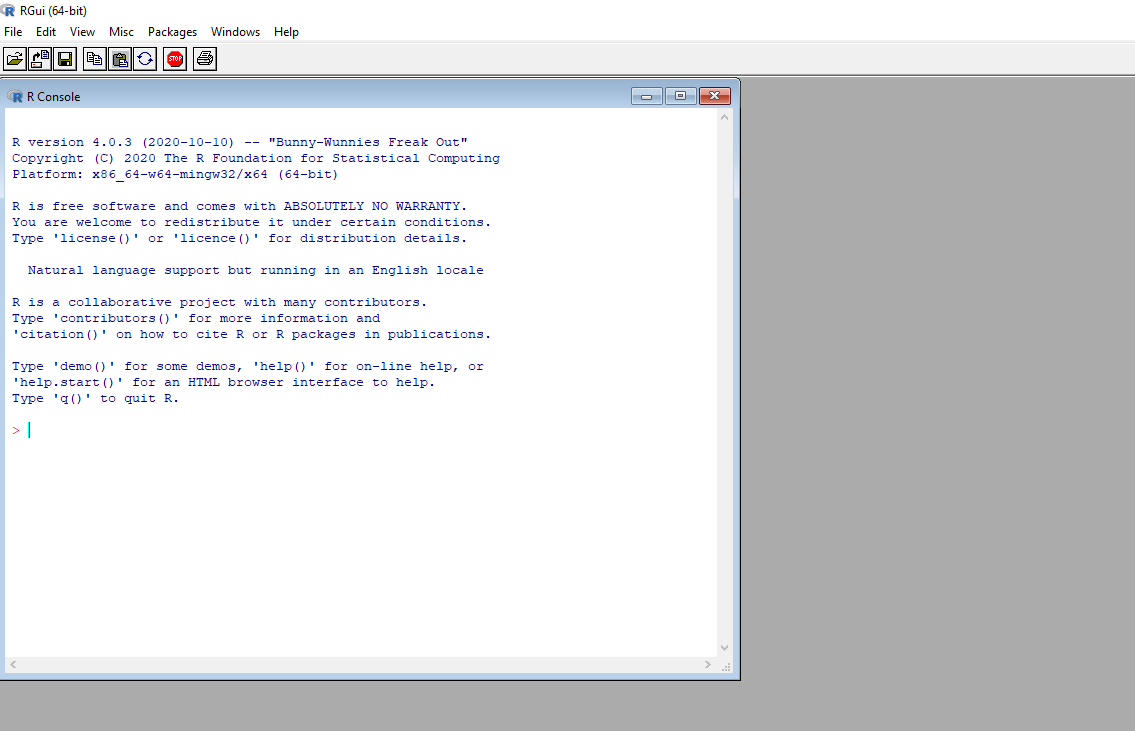 RGui (64-bit)
File Edit View Misc Packages Windows Help
STOP
R Console
R version 4.0.3 (2020-10-10) -- "Bunny-Wunnies Freak Out"
Copyright (C) 2020 The R Foundation for Statistical Computing
Platform: x86_64-w64-mingw32/x64 (64-bit)
R is free software and comes with ABSOLUTELY NO WARRANTY.
You are welcome to redistribute it under certain conditions.
Type 'license()' or 'licence()' for distribution details.
Natural language support but running in an English locale
R is a collaborative project with many contributors.
Type 'contributors()' for more information and
'citation()' on how to cite R or R packages in publications.
Type 'demo()' for some demos, 'help()' for on-line help, or
'help.start()' for an HTML browser interface to help.
Type 'q()' to quit R.
>